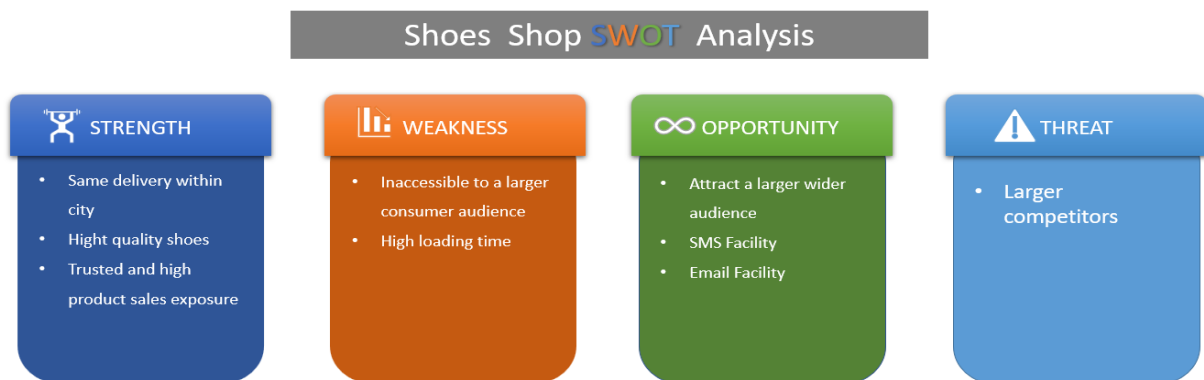 Shoes Shop SWOT Analysis
STRENGTH
• Same delivery within
city
• Hight quality shoes
• Trusted and high
product sales exposure
WEAKNESS
• Inaccessible to a larger
consumer audience
• High loading time
OPPORTUNITY
• Attract a larger wider
audience
• SMS Facility
• Email Facility
THREAT
• Larger
competitors